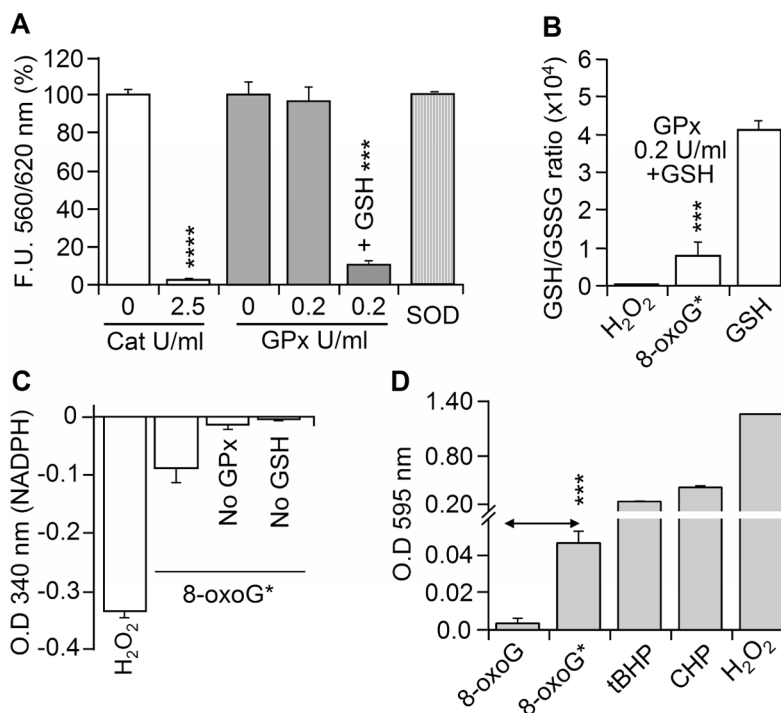 A
F.U. 560/620 nm (%)
120
100
80
60
40
20
0
****
+ GSH ***
0 2.5 0 0.2 0.2 SOD
Cat U/ml GPx U/ml
B
GSH/GSSG ratio (x10⁴)
6
5
4
3
2
1
0
GPx
0.2 U/ml
+GSH
***
H₂O₂
8-oxoG*
GSH
C
O.D 340 nm (NADPH)
0
-0.1
-0.2
-0.3
-0.4
H₂O₂
No GPx
No GSH
8-oxoG*
D
O.D 595 nm
1.40
0.80
0.20
0.04
0.02
0.0
***
8-oxoG
8-oxoG*
tBHP
CHP
H₂O₂